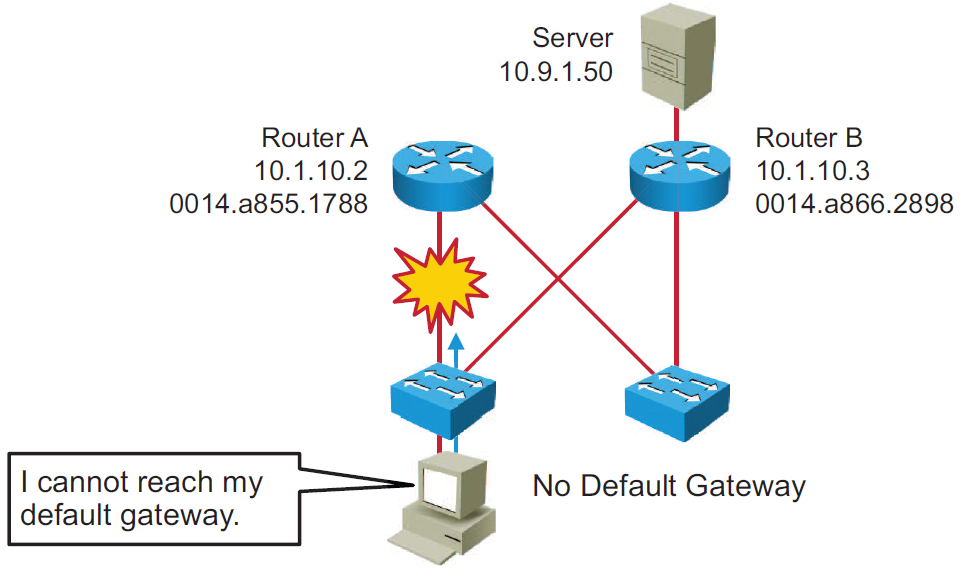 Server
10.9.1.50
Router A
10.1.10.2
0014.a855.1788
Router B
10.1.10.3
0014.a866.2898
I cannot reach my
default gateway.
No Default Gateway